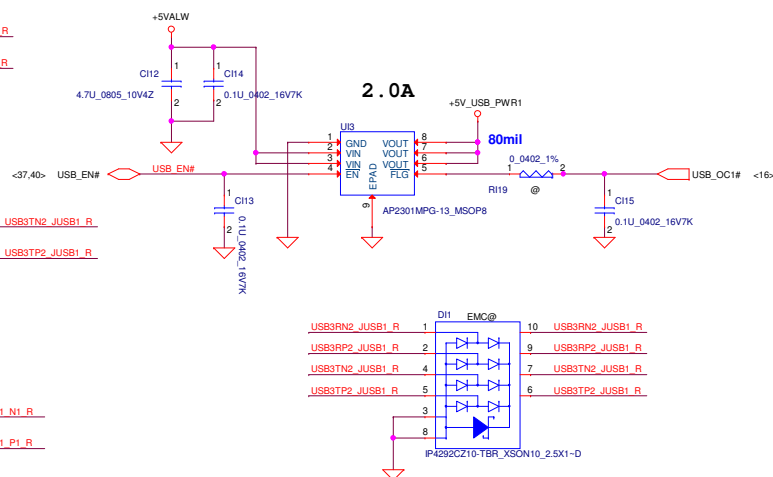 +5VALW
_R
_R
CI12
1
2
4.7U_0805_10V4Z
CI14
1
2
0.1U_0402_16V7K
2.0A
+5V_USB_PWR1
80mil
UI3
1 GND VOUT 8
2 VIN VOUT 7
3 VIN VOUT 6
4 EN FLG 5
EPAD
9
AP2301MPG-13_MSOP8
<37,40> USB_EN#
USB_EN#
0_0402_1%
1 2
RI19 @
USB_OC1# <16>
CI13
1
2
0.1U_0402_16V7K
CI15
1
2
0.1U_0402_16V7K
USB3TN2_JUSB1_R
USB3TP2_JUSB1_R
DI1 EMC@
USB3RN2_JUSB1_R 1 10 USB3RN2_JUSB1_R
USB3RP2_JUSB1_R 2 9 USB3RP2_JUSB1_R
USB3TN2_JUSB1_R 4 7 USB3TN2_JUSB1_R
USB3TP2_JUSB1_R 5 6 USB3TP2_JUSB1_R
3
8
IP4292CZ10-TBR_XSON10_2.5X1~D
1_N1_R
1_P1_R